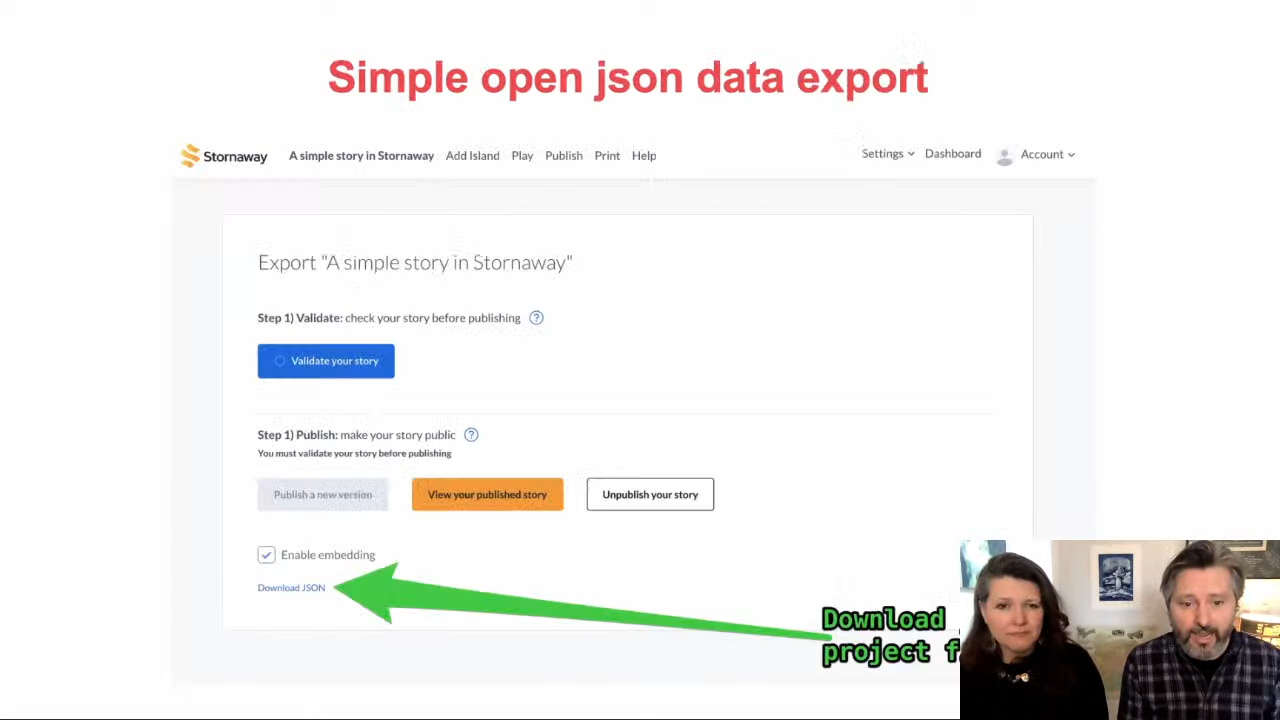 Simple open json data export
Stornaway A simple story in Stornaway Add Island Play Publish Print Help Settings Dashboard Account
Export "A simple story in Stornaway"
Step 1) Validate: check your story before publishing ?
Validate your story
Step 1) Publish: make your story public ?
You must validate your story before publishing
Publish a new version View your published story Unpublish your story
Enable embedding
Download JSON
Download
project